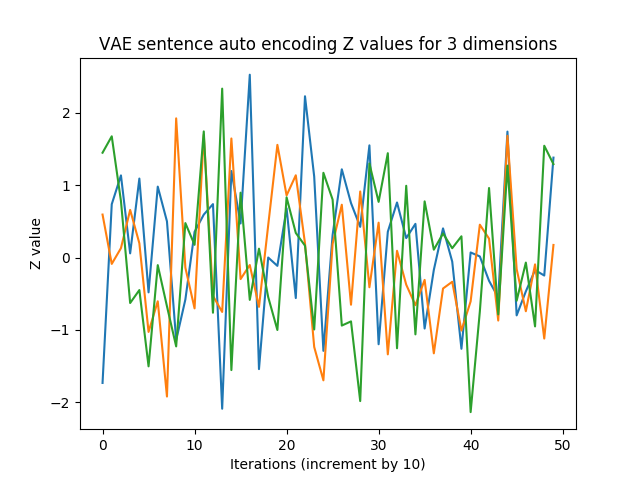 VAE sentence auto encoding Z values for 3 dimensions
Z value
2
1
0
−1
−2
0 10 20 30 40 50
Iterations (increment by 10)